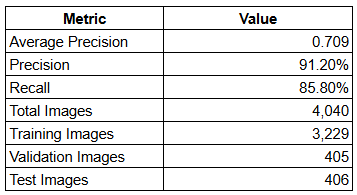 Metric Value
Average Precision 0.709
Precision 91.20%
Recall 85.80%
Total Images 4,040
Training Images 3,229
Validation Images 405
Test Images 406